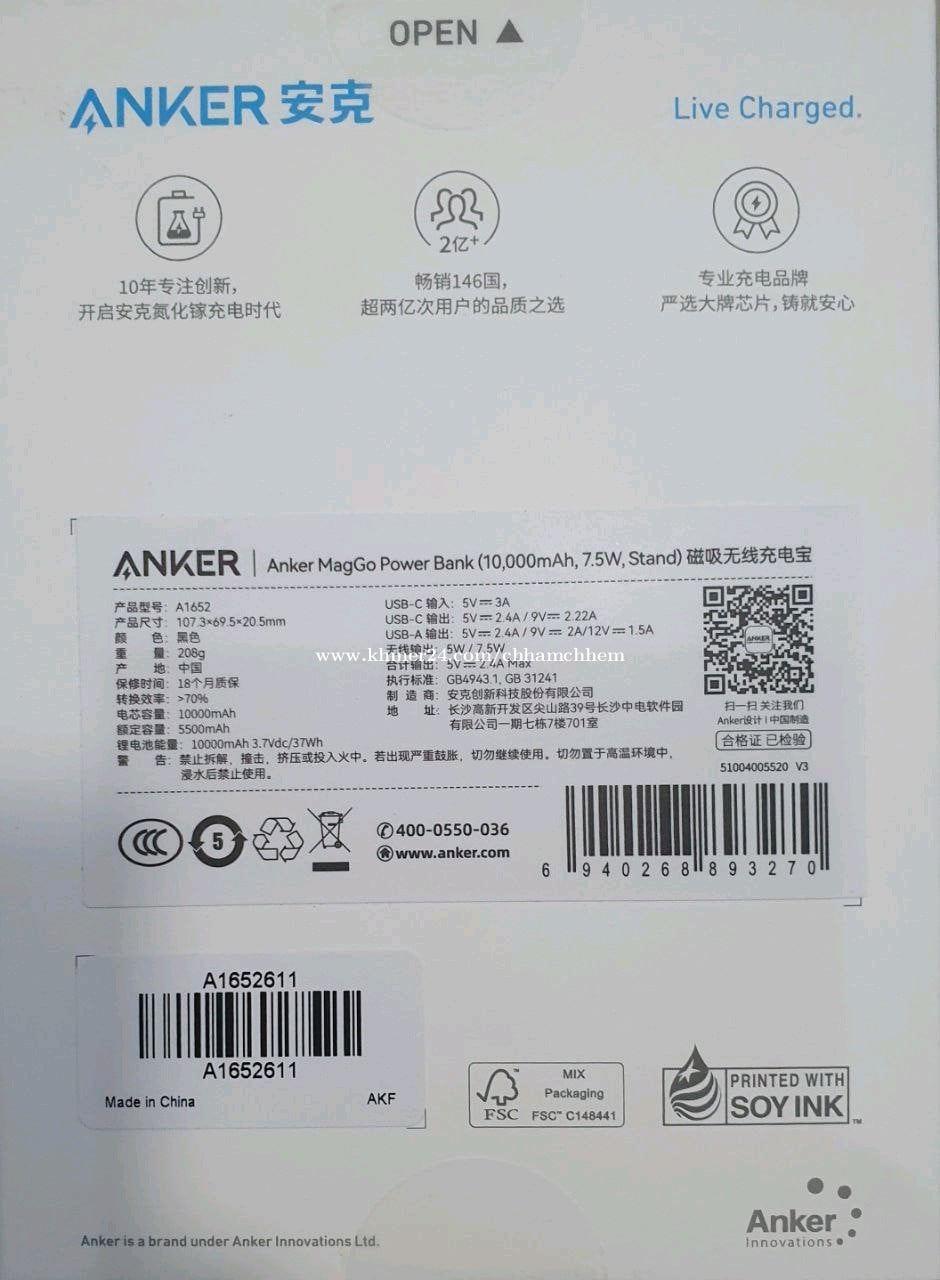 OPEN ▲
ANKER 安克
Live Charged.
2亿+
10年专注创新,
开启安克氮化镓充电时代
畅销146国,
超两亿次用户的品质之选
专业充电品牌
严选大牌芯片,铸就安心
ANKER | Anker MagGo Power Bank (10,000mAh, 7.5W, Stand) 磁吸无线充电宝
产品型号: A1652
产品尺寸: 107.3×69.5×20.5mm
颜 色: 黑色
重 量: 208g
产 地: 中国
保修时间: 18个月质保
转换效率: >70%
电芯容量: 10000mAh
额定容量: 5500mAh
锂电池能量: 10000mAh 3.7Vdc/37Wh
警 告: 禁止拆解, 撞击, 挤压或投入火中。若出现严重鼓胀, 切勿继续使用。切勿置于高温环境中,
浸水后禁止使用。
USB-C 输入: 5V⎓3A
USB-C 输出: 5V⎓2.4A / 9V⎓2.22A
USB-A 输出: 5V⎓2.4A / 9V⎓2A/12V⎓1.5A
无线输出: 5W / 7.5W
合计输出: 5V⎓2.4A Max
执行标准: GB4943.1, GB 31241
制 造 商: 安克创新科技股份有限公司
地 址: 长沙高新开发区尖山路39号长沙中电软件园
有限公司一期七栋7楼701室
www.khmer24.com/chhamchhem
ANKER
扫一扫 关注我们
Anker设计 | 中国制造
合格证 已检验
51004005520 V3
CCC
5
400-0550-036
www.anker.com
6 940268 893270
A1652611
A1652611
Made in China
AKF
FSC
MIX
Packaging
FSC™ C148441
PRINTED WITH
SOY INK™
Anker is a brand under Anker Innovations Ltd.
Anker
Innovations